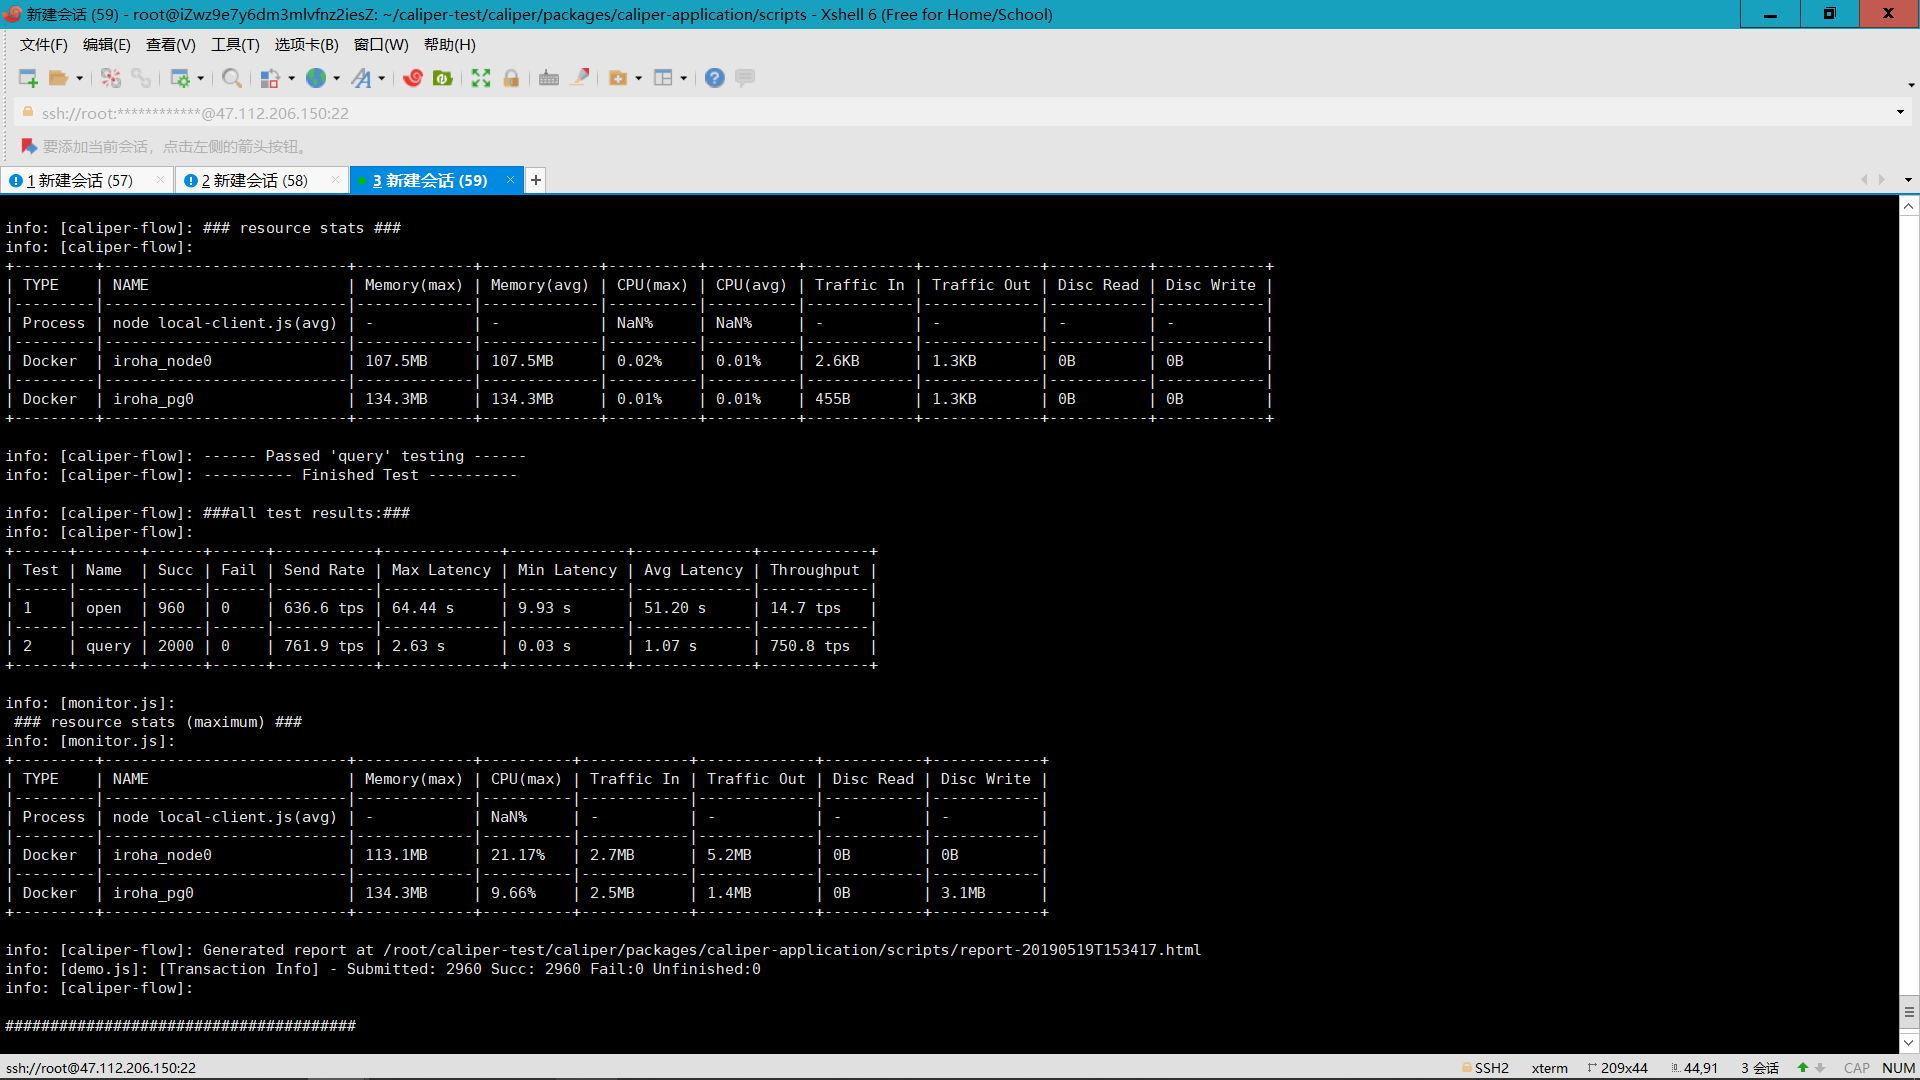 新建会话 (59) - root@iZwz9e7y6dm3mlvfnz2iesZ: ~/caliper-test/caliper/packages/caliper-application/scripts - Xshell 6 (Free for Home/School)
文件(F) 编辑(E) 查看(V) 工具(T) 选项卡(B) 窗口(W) 帮助(H)
ssh://root:************@47.112.206.150:22
要添加当前会话，点击左侧的箭头按钮。
1 新建会话 (57) 2 新建会话 (58) 3 新建会话 (59) +
info: [caliper-flow]: ### resource stats ###
info: [caliper-flow]:
+---------+---------------------------+-------------+-------------+----------+----------+------------+-------------+-----------+------------+
| TYPE    | NAME                      | Memory(max) | Memory(avg) | CPU(max) | CPU(avg) | Traffic In | Traffic Out | Disc Read | Disc Write |
|---------|---------------------------|-------------|-------------|----------|----------|------------|-------------|-----------|------------|
| Process | node local-client.js(avg) | -           | -           | NaN%     | NaN%     | -          | -           | -         | -          |
|---------|---------------------------|-------------|-------------|----------|----------|------------|-------------|-----------|------------|
| Docker  | iroha_node0               | 107.5MB     | 107.5MB     | 0.02%    | 0.01%    | 2.6KB      | 1.3KB       | 0B        | 0B         |
|---------|---------------------------|-------------|-------------|----------|----------|------------|-------------|-----------|------------|
| Docker  | iroha_pg0                 | 134.3MB     | 134.3MB     | 0.01%    | 0.01%    | 455B       | 1.3KB       | 0B        | 0B         |
+---------+---------------------------+-------------+-------------+----------+----------+------------+-------------+-----------+------------+
info: [caliper-flow]: ------ Passed 'query' testing ------
info: [caliper-flow]: ---------- Finished Test ----------
info: [caliper-flow]: ###all test results:###
info: [caliper-flow]:
+------+-------+------+------+-----------+-------------+-------------+-------------+------------+
| Test | Name  | Succ | Fail | Send Rate | Max Latency | Min Latency | Avg Latency | Throughput |
|------|-------|------|------|-----------|-------------|-------------|-------------|------------|
| 1    | open  | 960  | 0    | 636.6 tps | 64.44 s     | 9.93 s      | 51.20 s     | 14.7 tps   |
|------|-------|------|------|-----------|-------------|-------------|-------------|------------|
| 2    | query | 2000 | 0    | 761.9 tps | 2.63 s      | 0.03 s      | 1.07 s      | 750.8 tps  |
+------+-------+------+------+-----------+-------------+-------------+-------------+------------+
info: [monitor.js]:
### resource stats (maximum) ###
info: [monitor.js]:
+---------+---------------------------+-------------+----------+------------+-------------+-----------+------------+
| TYPE    | NAME                      | Memory(max) | CPU(max) | Traffic In | Traffic Out | Disc Read | Disc Write |
|---------|---------------------------|-------------|----------|------------|-------------|-----------|------------|
| Process | node local-client.js(avg) | -           | NaN%     | -          | -           | -         | -          |
|---------|---------------------------|-------------|----------|------------|-------------|-----------|------------|
| Docker  | iroha_node0               | 113.1MB     | 21.17%   | 2.7MB      | 5.2MB       | 0B        | 0B         |
|---------|---------------------------|-------------|----------|------------|-------------|-----------|------------|
| Docker  | iroha_pg0                 | 134.3MB     | 9.66%    | 2.5MB      | 1.4MB       | 0B        | 3.1MB      |
+---------+---------------------------+-------------+----------+------------+-------------+-----------+------------+
info: [caliper-flow]: Generated report at /root/caliper-test/caliper/packages/caliper-application/scripts/report-20190519T153417.html
info: [demo.js]: [Transaction Info] - Submitted: 2960 Succ: 2960 Fail:0 Unfinished:0
info: [caliper-flow]:
#######################################
ssh://root@47.112.206.150:22 SSH2 xterm 209x44 44,91 3 会话 CAP NUM